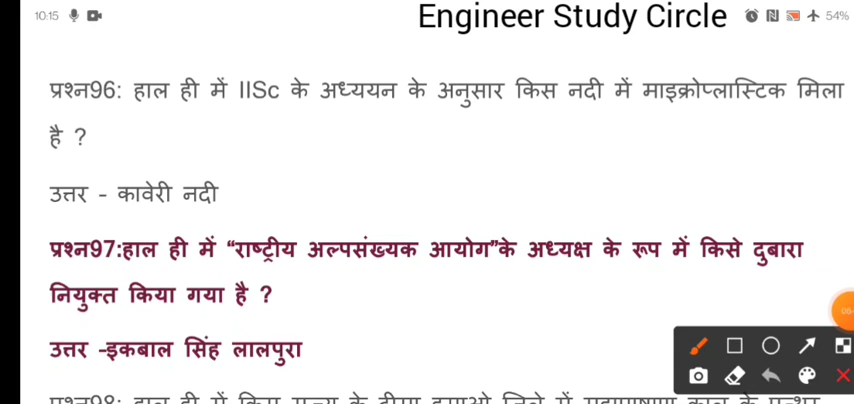 10:15
Engineer Study Circle
54%
प्रश्न96: हाल ही में IISc के अध्ययन के अनुसार किस नदी में माइक्रोप्लास्टिक मिला
है ?
उत्तर - कावेरी नदी
प्रश्न97:हाल ही में “राष्ट्रीय अल्पसंख्यक आयोग”के अध्यक्ष के रूप में किसे दुबारा
नियुक्त किया गया है ?
उत्तर -इकबाल सिंह लालपुरा